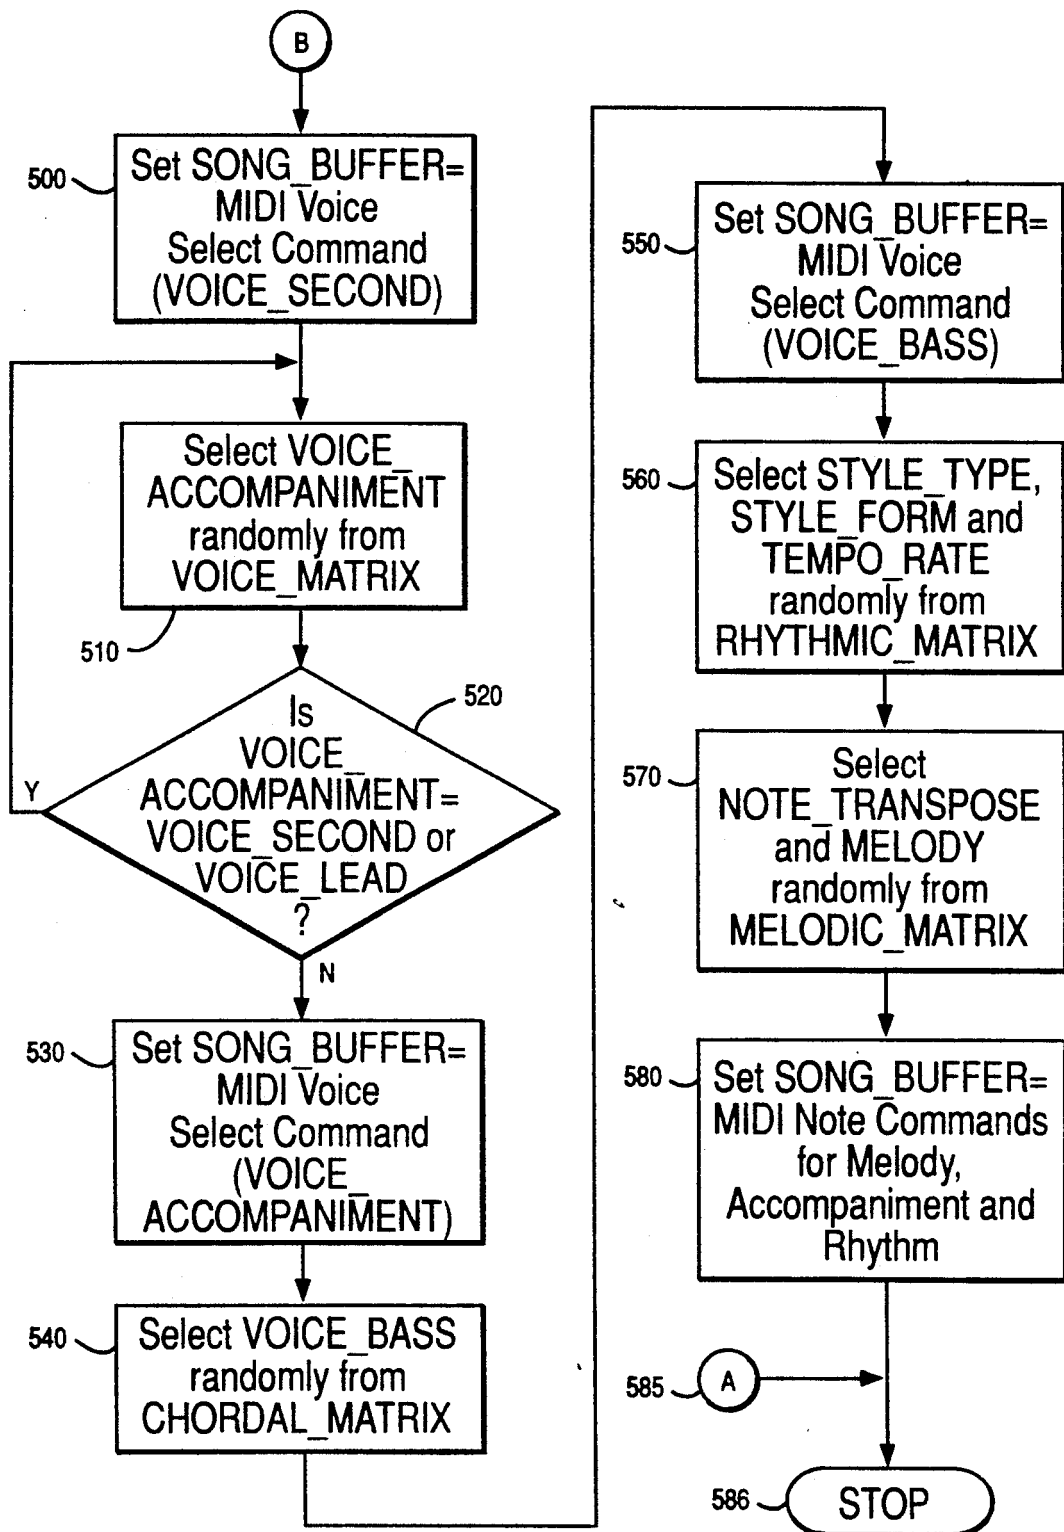 B
500
Set SONG_BUFFER=
MIDI Voice
Select Command
(VOICE_SECOND)
Select VOICE_
ACCOMPANIMENT
randomly from
VOICE_MATRIX
510
520
Is
VOICE_
ACCOMPANIMENT=
VOICE_SECOND or
VOICE_LEAD
?
Y
N
530
Set SONG_BUFFER=
MIDI Voice
Select Command
(VOICE_
ACCOMPANIMENT)
540
Select VOICE_BASS
randomly from
CHORDAL_MATRIX
550
Set SONG_BUFFER=
MIDI Voice
Select Command
(VOICE_BASS)
560
Select STYLE_TYPE,
STYLE_FORM and
TEMPO_RATE
randomly from
RHYTHMIC_MATRIX
570
Select
NOTE_TRANSPOSE
and MELODY
randomly from
MELODIC_MATRIX
580
Set SONG_BUFFER=
MIDI Note Commands
for Melody,
Accompaniment and
Rhythm
585
A
586
STOP